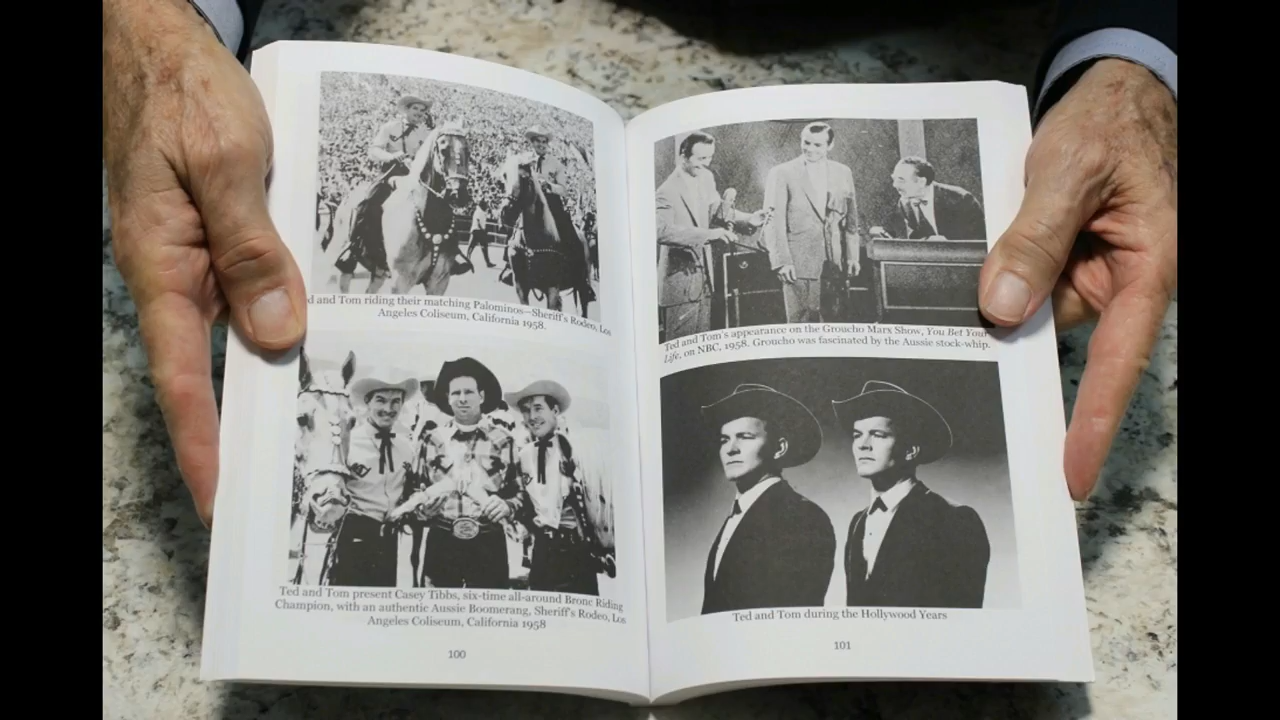 d and Tom riding their matching Palominos—Sheriff's Rodeo, Los
Angeles Coliseum, California 1958.
Ted and Tom present Casey Tibbs, six-time all-around Bronc Riding
Champion, with an authentic Aussie Boomerang, Sheriff's Rodeo, Los
Angeles Coliseum, California 1958
100
Ted and Tom's appearance on the Groucho Marx Show, You Bet Your
Life, on NBC, 1958. Groucho was fascinated by the Aussie stock-whip.
Ted and Tom during the Hollywood Years
101